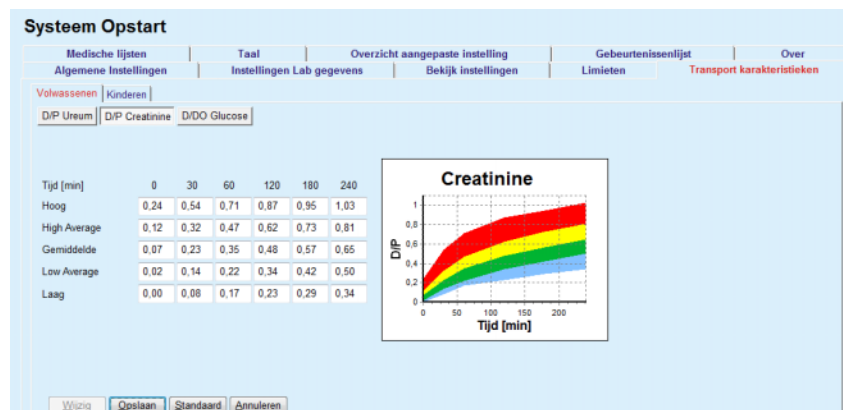 Systeem Opstart
Medische lijsten Taal Overzicht aangepaste instelling Gebeurtenissenlijst Over
Algemene Instellingen Instellingen Lab gegevens Bekijk instellingen Limieten Transport karakteristieken
Volwassenen Kinderen
D/P Ureum D/P Creatinine D/DO Glucose
Tijd [min] 0 30 60 120 180 240
Hoog 0,24 0,54 0,71 0,87 0,95 1,03
High Average 0,12 0,32 0,47 0,62 0,73 0,81
Gemiddelde 0,07 0,23 0,35 0,48 0,57 0,65
Low Average 0,02 0,14 0,22 0,34 0,42 0,50
Laag 0,00 0,08 0,17 0,23 0,29 0,34
Creatinine
D/P
1
0,8
0,6
0,4
0,2
0
0 50 100 150 200
Tijd [min]
Wijzig Opslaan Standaard Annuleren